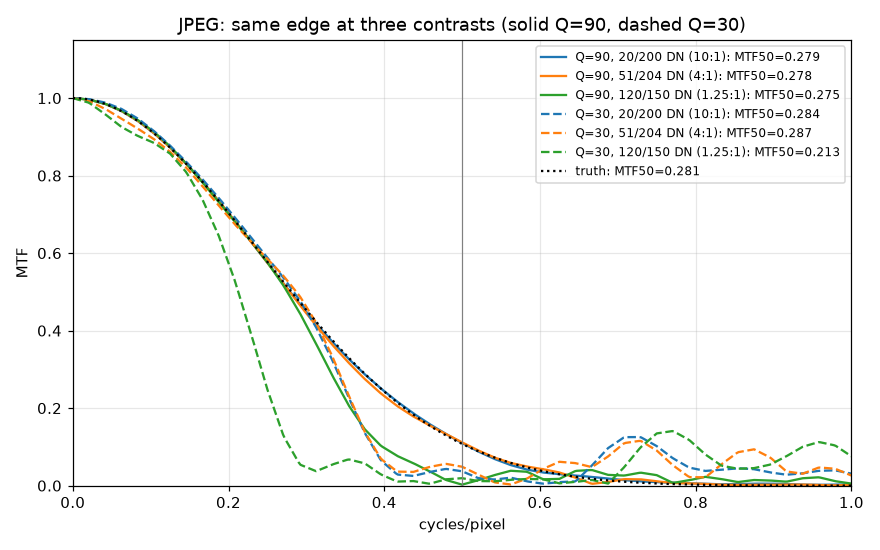 JPEG: same edge at three contrasts (solid Q=90, dashed Q=30)
Q=90, 20/200 DN (10:1): MTF50=0.279
Q=90, 51/204 DN (4:1): MTF50=0.278
Q=90, 120/150 DN (1.25:1): MTF50=0.275
Q=30, 20/200 DN (10:1): MTF50=0.284
Q=30, 51/204 DN (4:1): MTF50=0.287
Q=30, 120/150 DN (1.25:1): MTF50=0.213
truth: MTF50=0.281
MTF
1.0
0.8
0.6
0.4
0.2
0.0
0.0 0.2 0.4 0.6 0.8 1.0
cycles/pixel